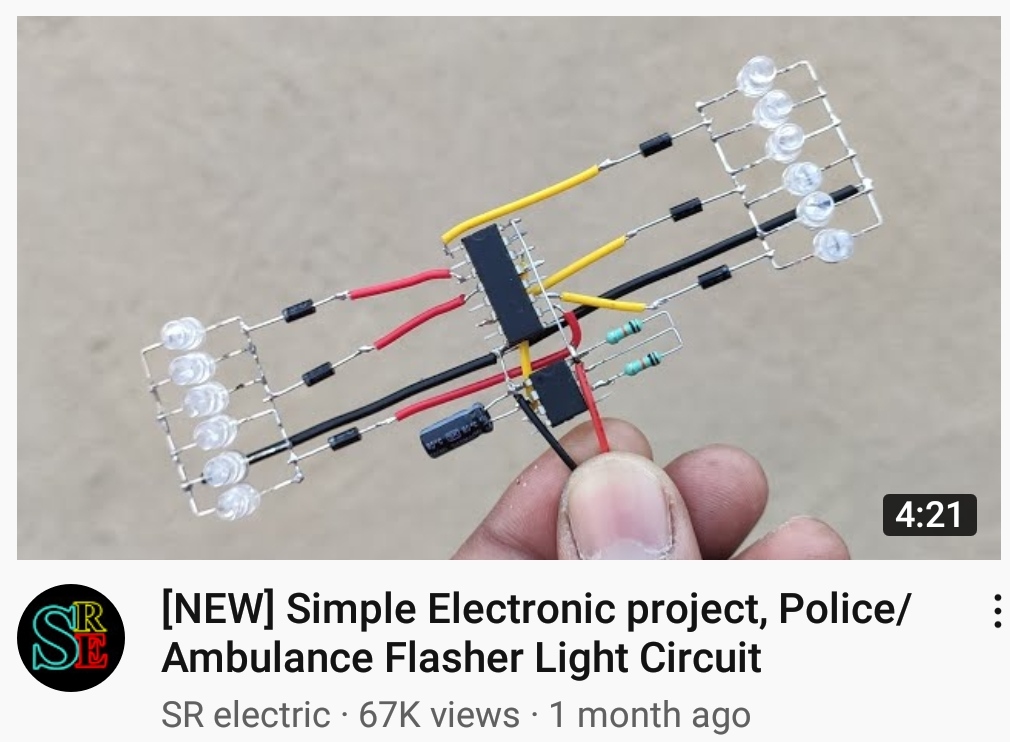 4:21
SRE
[NEW] Simple Electronic project, Police/
Ambulance Flasher Light Circuit
SR electric · 67K views · 1 month ago